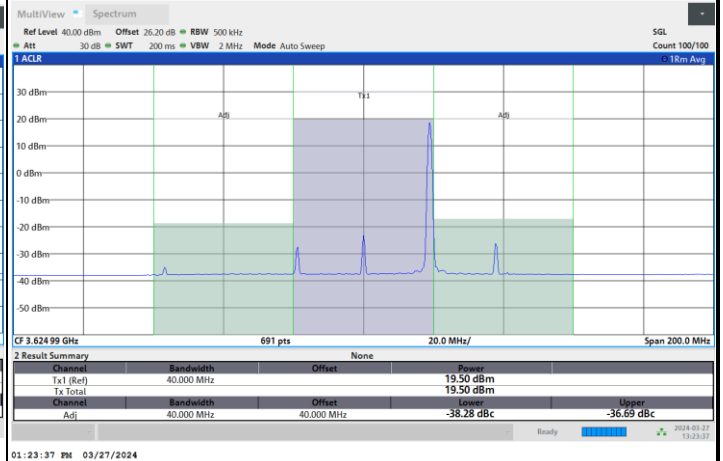 MultiView Spectrum
Ref Level 40.00 dBm Offset 26.20 dB RBW 500 kHz SGL
Att 30 dB SWT 200 ms VBW 2 MHz Mode Auto Sweep Count 100/100
1 ACLR 1Rm Avg
30 dBm
Tx1
20 dBm Adj Adj
10 dBm
0 dBm
-10 dBm
-20 dBm
-30 dBm
-40 dBm
-50 dBm
CF 3.624 99 GHz 691 pts 20.0 MHz/ Span 200.0 MHz
2 Result Summary None
Channel Bandwidth Offset Power
Tx1 (Ref) 40.000 MHz 19.50 dBm
Tx Total 19.50 dBm
Channel Bandwidth Offset Lower Upper
Adj 40.000 MHz 40.000 MHz -38.28 dBc -36.69 dBc
Ready 2024-03-27
13:23:37
01:23:37 PM 03/27/2024